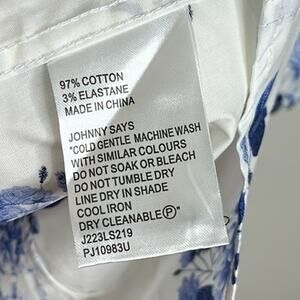 97% COTTON
3% ELASTANE
MADE IN CHINA
JOHNNY SAYS
"COLD GENTLE MACHINE WASH
WITH SIMILAR COLOURS
DO NOT SOAK OR BLEACH
DO NOT TUMBLE DRY
LINE DRY IN SHADE
COOL IRON
DRY CLEANABLE Ⓟ"
J223LS219
PJ10983U